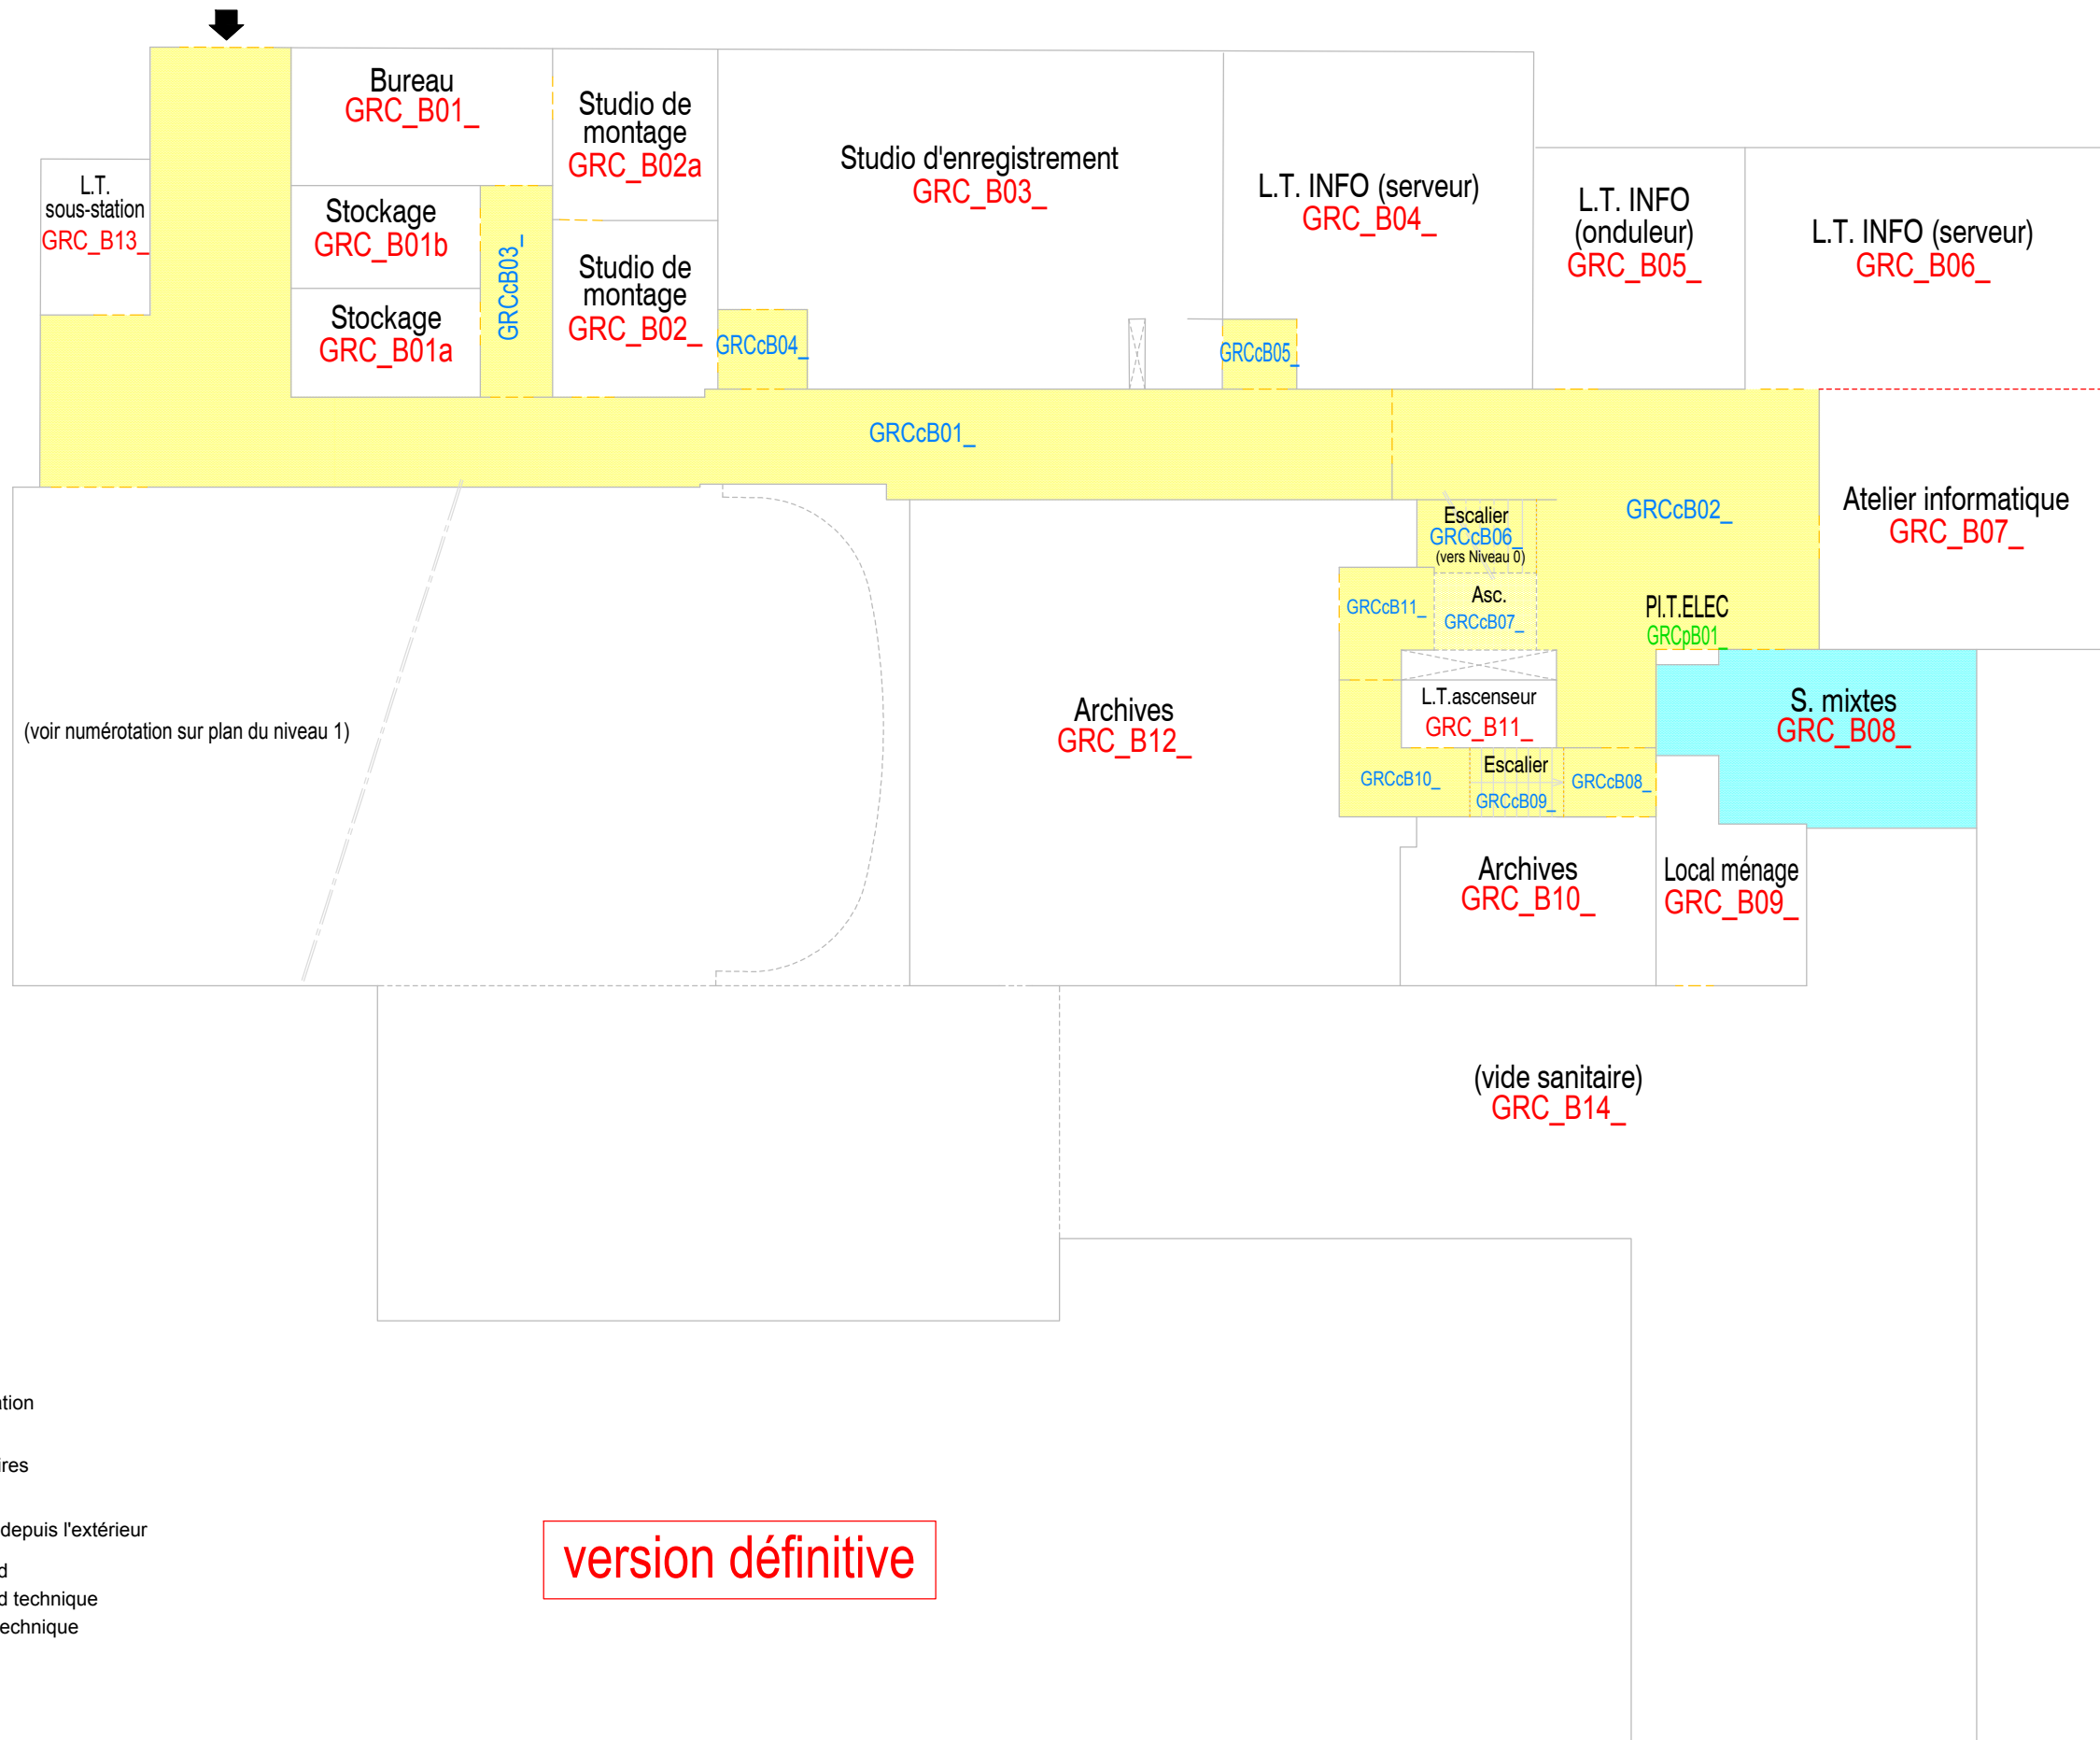 Bureau
GRC_B01_
Studio de
montage
GRC_B02a
Studio d'enregistrement
GRC_B03_
L.T. INFO (serveur)
GRC_B04_
L.T. INFO
(onduleur)
GRC_B05_
L.T. INFO (serveur)
GRC_B06_
L.T.
sous-station
GRC_B13_
Stockage
GRC_B01b
GRCcB03_
Stockage
GRC_B01a
Studio de
montage
GRC_B02_
GRCcB04_
GRCcB05_
GRCcB01_
GRCcB02_
Atelier informatique
GRC_B07_
Escalier
GRCcB06_
(vers Niveau 0)
Asc.
GRCcB07_
GRCcB11_
PI.T.ELEC
GRCpB01_
L.T.ascenseur
GRC_B11_
S. mixtes
GRC_B08_
(voir numérotation sur plan du niveau 1)
Archives
GRC_B12_
GRCcB10_
Escalier
GRCcB09_
GRCcB08_
Archives
GRC_B10_
Local ménage
GRC_B09_
(vide sanitaire)
GRC_B14_
ation
ires
depuis l'extérieur
d
d technique
echnique
version définitive